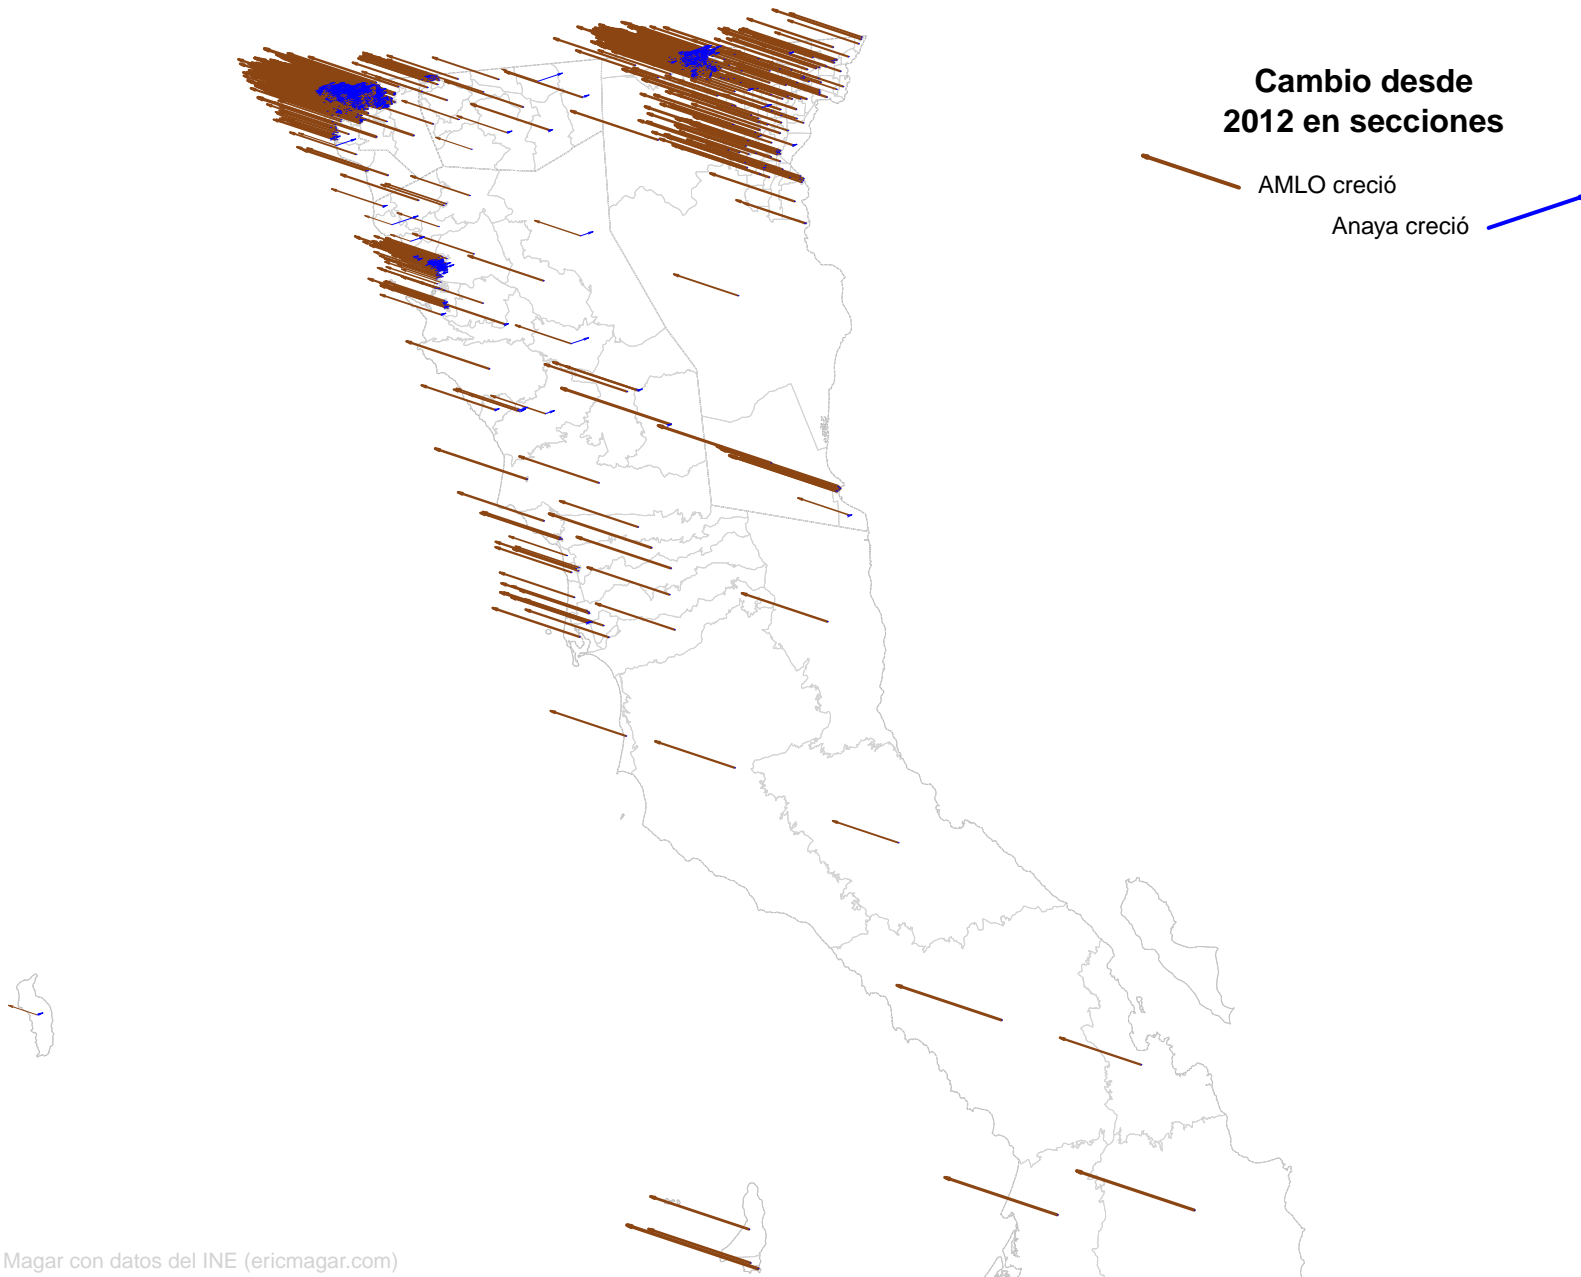 Cambio desde
2012 en secciones
AMLO creció
Anaya creció
Magar con datos del INE (ericmagar.com)